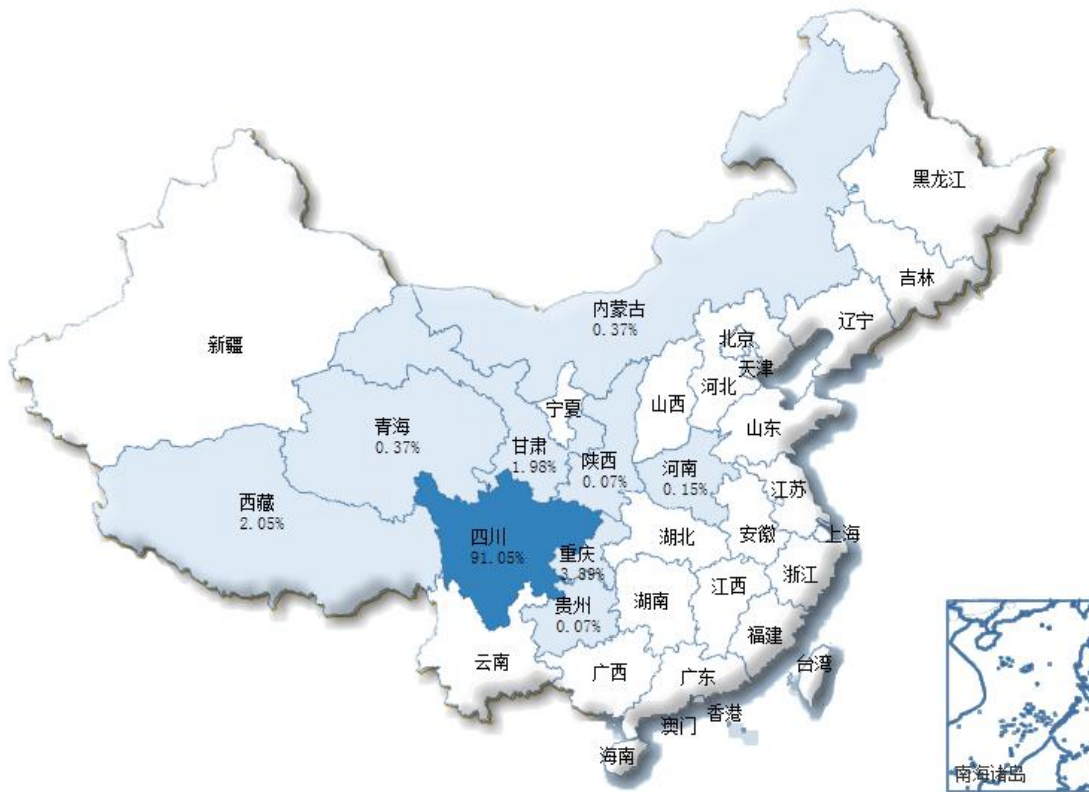 黑龙江
吉林
内蒙古
0.37%
辽宁
北京
新疆
天津
河北
宁夏
山西
山东
青海
0.37%
甘肃
1.98%
陕西
0.07%
河南
0.15%
江苏
西藏
2.05%
四川
91.05%
湖北
安徽
上海
重庆
3.89%
浙江
江西
湖南
贵州
0.07%
福建
云南
广西
广东
台湾
香港
澳门
海南
南海诸岛